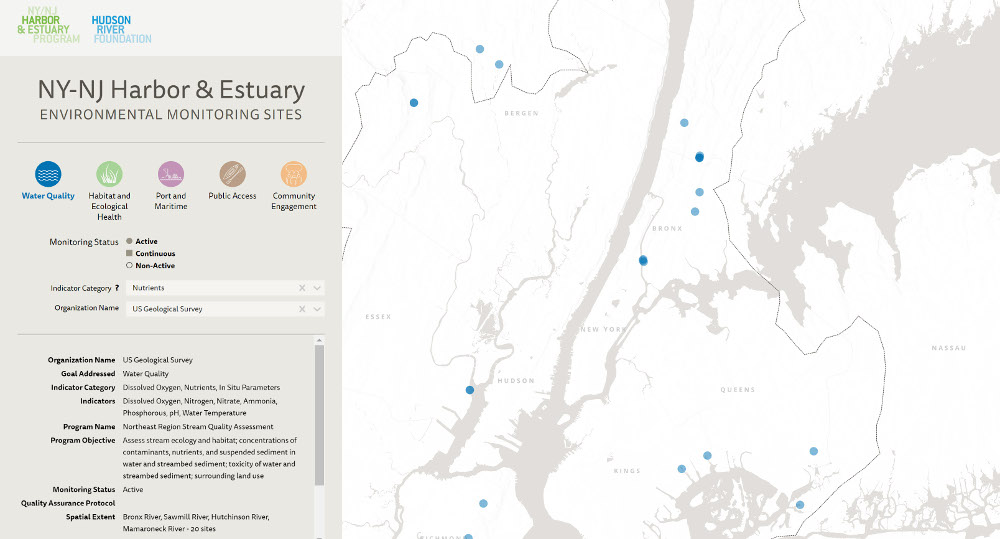 NY/NJ
HARBOR
& ESTUARY
PROGRAM
HUDSON
RIVER
FOUNDATION
NY-NJ Harbor & Estuary
ENVIRONMENTAL MONITORING SITES
Water Quality
Habitat and
Ecological
Health
Port and
Maritime
Public Access
Community
Engagement
Monitoring Status
Active
Continuous
Non-Active
Indicator Category ? Nutrients X
Organization Name US Geological Survey X
Organization Name US Geological Survey
Goal Addressed Water Quality
Indicator Category Dissolved Oxygen, Nutrients, In Situ Parameters
Indicators Dissolved Oxygen, Nitrogen, Nitrate, Ammonia,
Phosphorous, pH, Water Temperature
Program Name Northeast Region Stream Quality Assessment
Program Objective Assess stream ecology and habitat; concentrations of
contaminants, nutrients, and suspended sediment in
water and streambed sediment; toxicity of water and
streambed sediment; surrounding land use
Monitoring Status Active
Quality Assurance Protocol
Spatial Extent Bronx River, Sawmill River, Hutchinson River,
Mamaroneck River - 20 sites
BERGEN
BRONX
ESSEX
NEW YORK
NASSAU
HUDSON
QUEENS
KINGS
RICHMOND